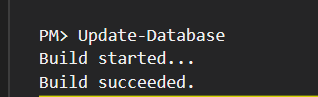 PM> Update-Database
Build started...
Build succeeded.